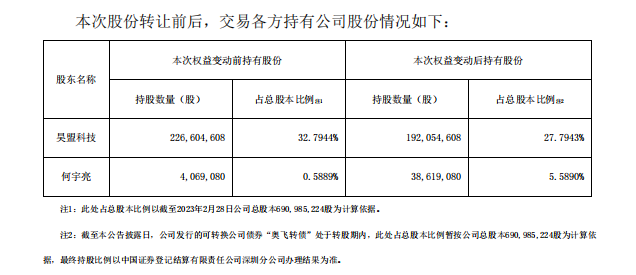 本次股份转让前后，交易各方持有公司股份情况如下：
股东名称 本次权益变动前持有股份 本次权益变动后持有股份
持股数量（股） 占总股本比例注1 持股数量（股） 占总股本比例注2
昊盟科技 226,604,608 32.7944% 192,054,608 27.7943%
何宇亮 4,069,080 0.5889% 38,619,080 5.5890%
注1：此处占总股本比例以截至2023年2月28日公司总股本690,985,224股为计算依据。
注2：截至本公告披露日，公司发行的可转换公司债券“奥飞转债”处于转股期内，此处占总股本比例暂按公司总股本690,985,224股为计算依
据，最终持股比例以中国证券登记结算有限责任公司深圳分公司办理结果为准。